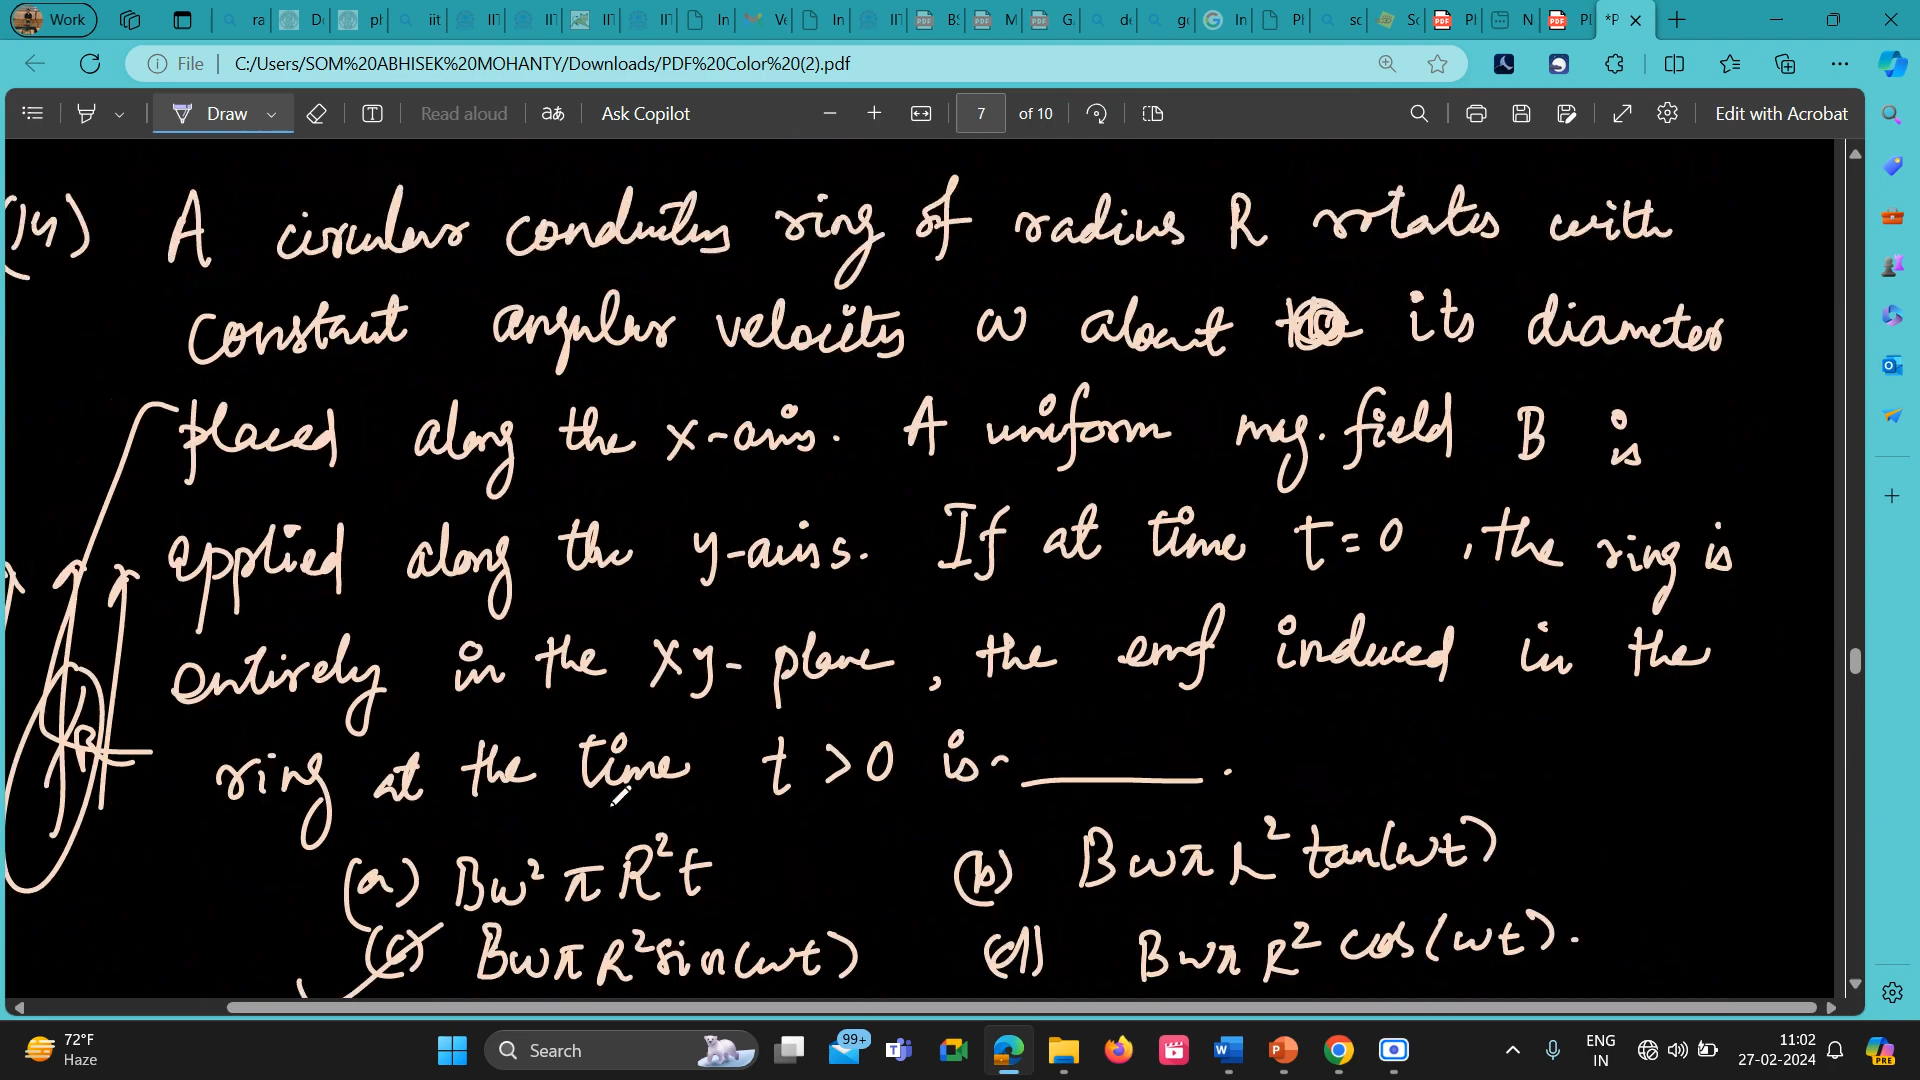 Work
File C:/Users/SOM%20ABHISEK%20MOHANTY/Downloads/PDF%20Color%20(2).pdf
Draw Read aloud aあ Ask Copilot 7 of 10 Edit with Acrobat
(14) A circular conducting ring of radius R rotates with
constant angular velocity ω about its diameter
placed along the x-axis. A uniform mag. field B is
applied along the y-axis. If at time t = 0, the ring is
entirely in the xy-plane, the emf induced in the
ring at the time t > 0 is ______.
(a) Bω²πR²t (b) BωπR² tan(ωt)
(c) BωπR² sin(ωt) (d) BωπR² cos(ωt).
72°F
Haze
Search
99+
ENG
IN
11:02
27-02-2024
PRE